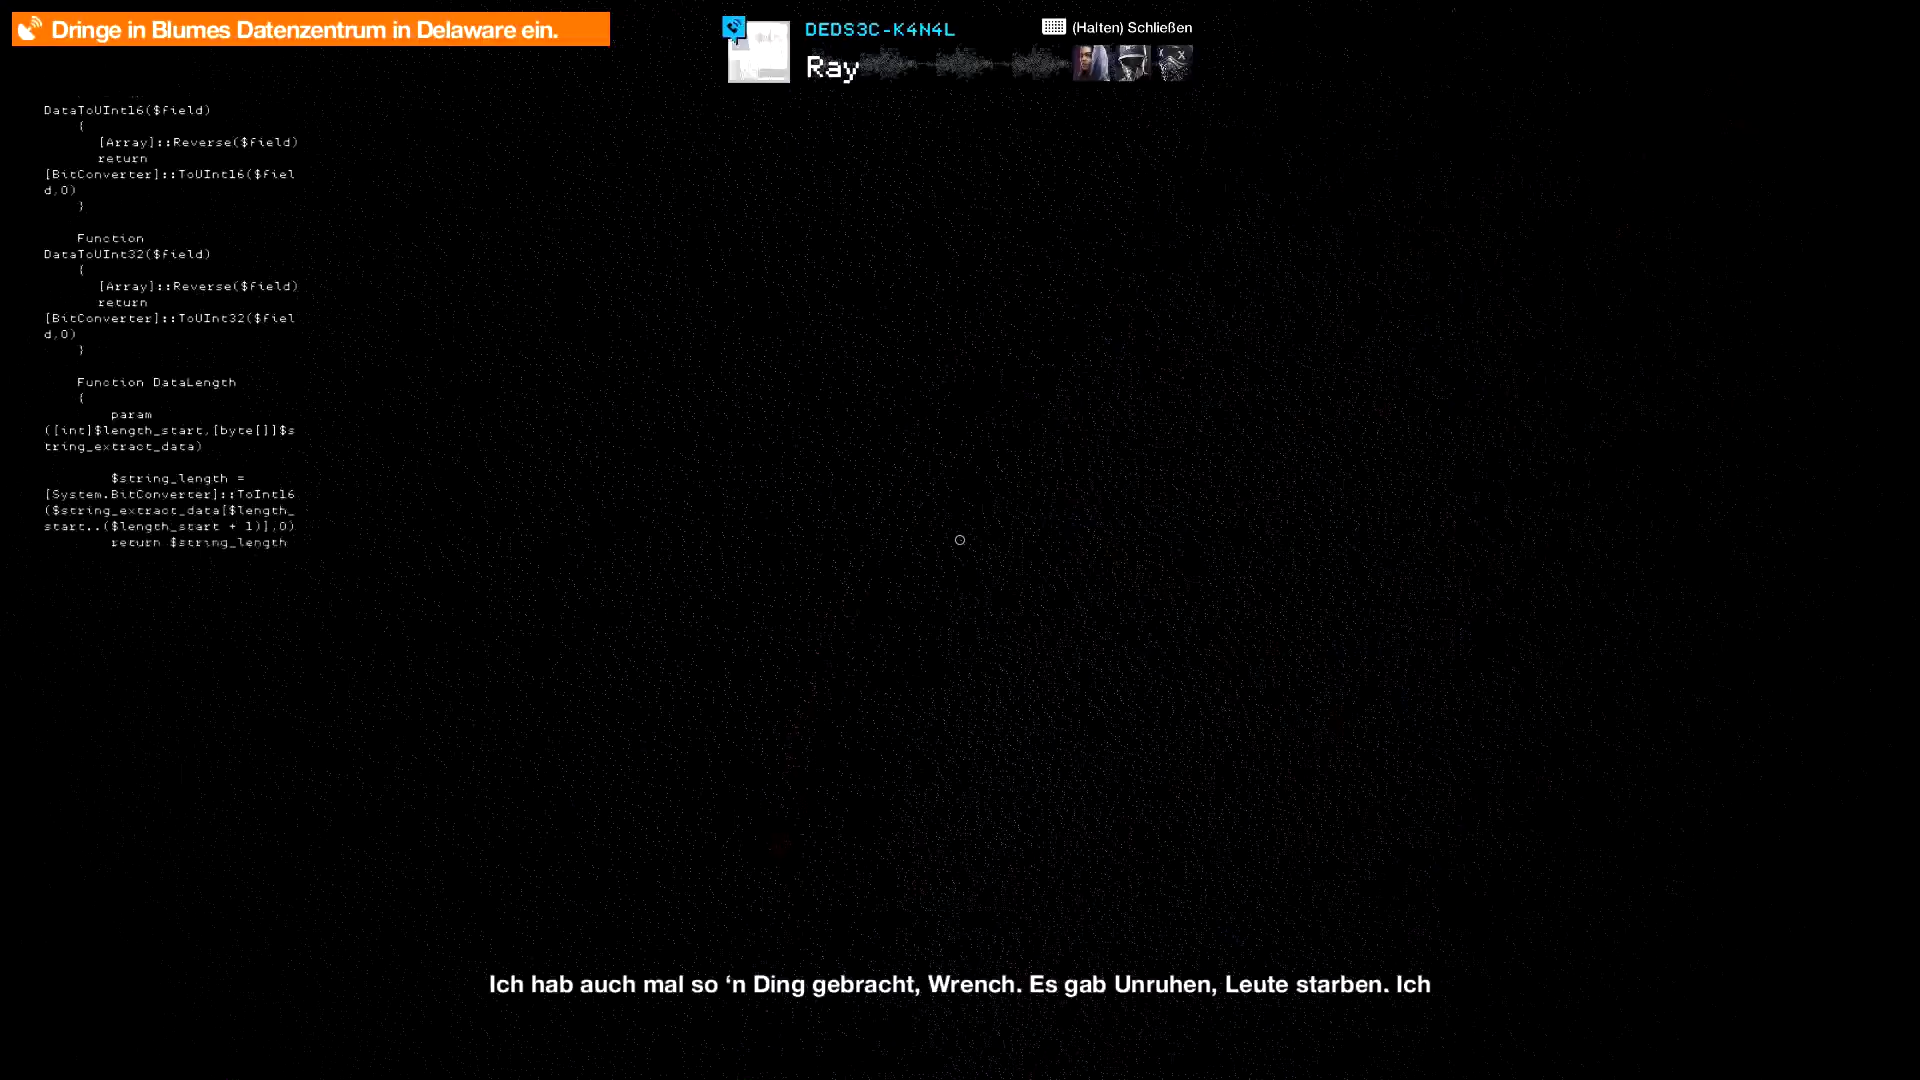 Dringe in Blumes Datenzentrum in Delaware ein.
DEDS3C-K4N4L
(Halten) Schließen
Ray
DataToUInt16($field)
{
[Array]::Reverse($field)
return
[BitConverter]::ToUInt16($fiel
d,0)
}
Function
DataToUInt32($field)
{
[Array]::Reverse($field)
return
[BitConverter]::ToUInt32($fiel
d,0)
}
Function DataLength
{
param
([int]$length_start,[byte[]]$s
tring_extract_data)
$string_length =
[System.BitConverter]::ToInt16
($string_extract_data[$length_
start..($length_start + 1)],0)
return $string_length
Ich hab auch mal so ‘n Ding gebracht, Wrench. Es gab Unruhen, Leute starben. Ich